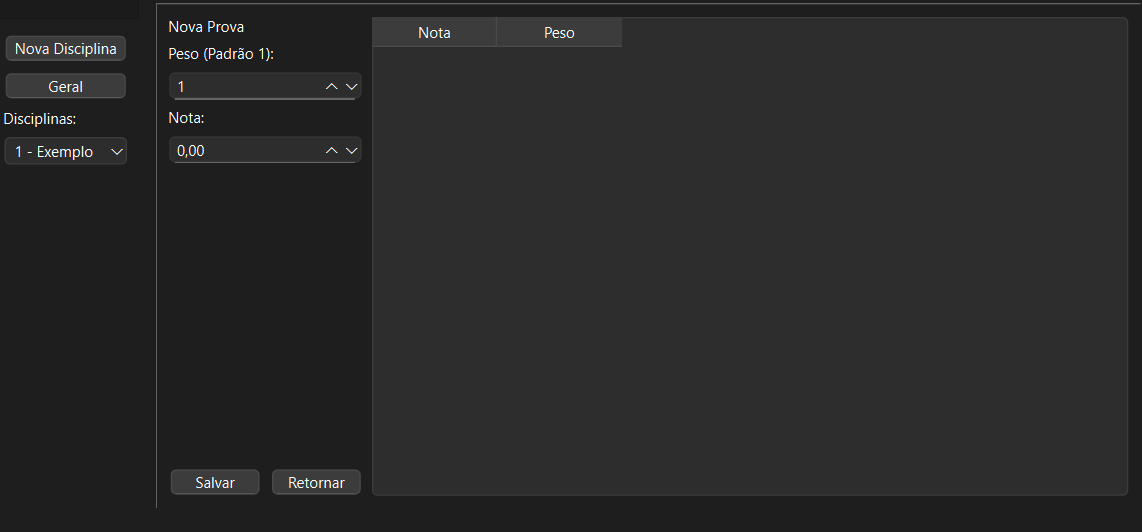 Nova Disciplina
Geral
Disciplinas:
1 - Exemplo
Nova Prova
Peso (Padrão 1):
1
Nota:
0,00
Salvar
Retornar
Nota
Peso